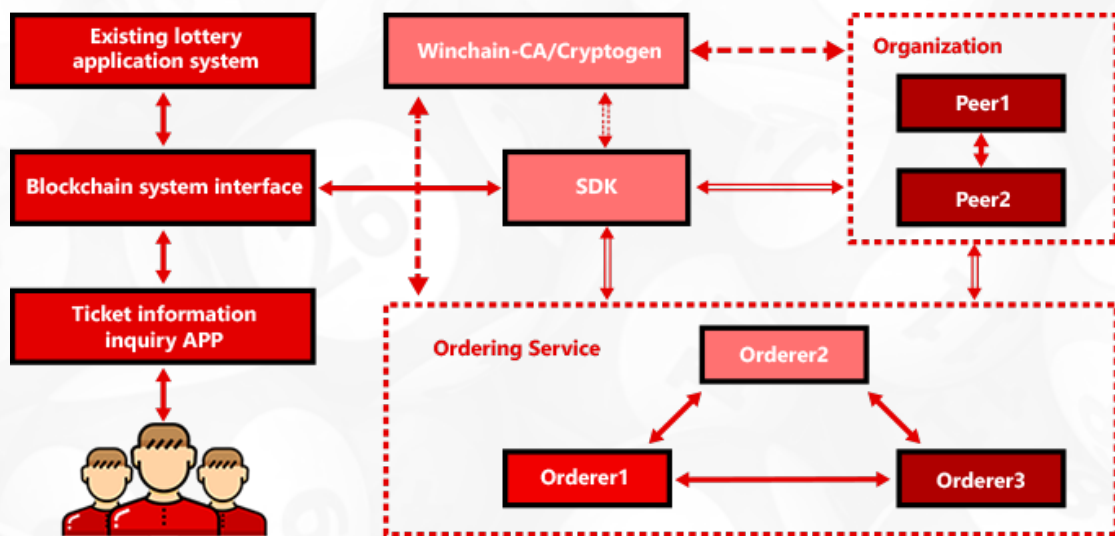 Existing lottery
application system
Winchain-CA/Cryptogen
Organization
Peer1
Blockchain system interface
SDK
Peer2
Ticket information
inquiry APP
Ordering Service
Orderer2
Orderer1
Orderer3
26